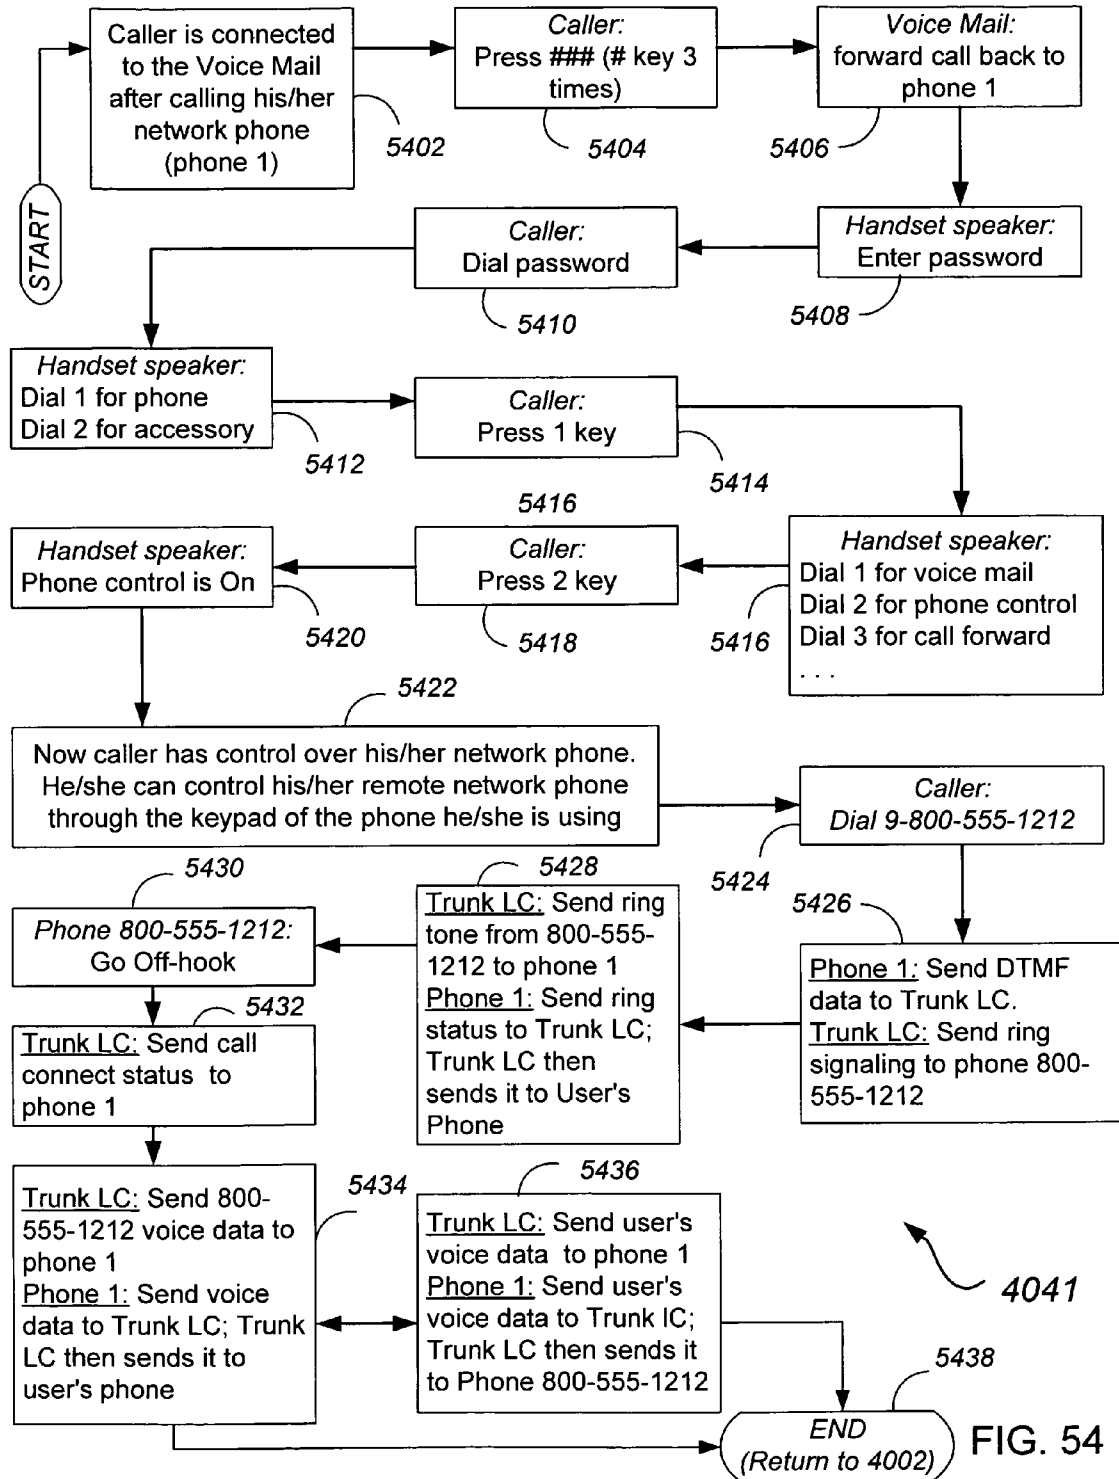 START
Caller is connected
to the Voice Mail
after calling his/her
network phone
(phone 1)
5402
Caller:
Press ### (# key 3
times)
5404
Voice Mail:
forward call back to
phone 1
5406
Handset speaker:
Enter password
5408
Caller:
Dial password
5410
Handset speaker:
Dial 1 for phone
Dial 2 for accessory
5412
Caller:
Press 1 key
5414
5416
Handset speaker:
Dial 1 for voice mail
Dial 2 for phone control
Dial 3 for call forward
. . .
5416
Caller:
Press 2 key
5418
Handset speaker:
Phone control is On
5420
5422
Now caller has control over his/her network phone.
He/she can control his/her remote network phone
through the keypad of the phone he/she is using
Caller:
Dial 9-800-555-1212
5424
5426
Phone 1: Send DTMF
data to Trunk LC.
Trunk LC: Send ring
signaling to phone 800-
555-1212
5428
Trunk LC: Send ring
tone from 800-555-
1212 to phone 1
Phone 1: Send ring
status to Trunk LC;
Trunk LC then
sends it to User's
Phone
5430
Phone 800-555-1212:
Go Off-hook
5432
Trunk LC: Send call
connect status to
phone 1
5434
Trunk LC: Send 800-
555-1212 voice data to
phone 1
Phone 1: Send voice
data to Trunk LC; Trunk
LC then sends it to
user's phone
5436
Trunk LC: Send user's
voice data to phone 1
Phone 1: Send user's
voice data to Trunk IC;
Trunk LC then sends it
to Phone 800-555-1212
4041
5438
END
(Return to 4002)
FIG. 54